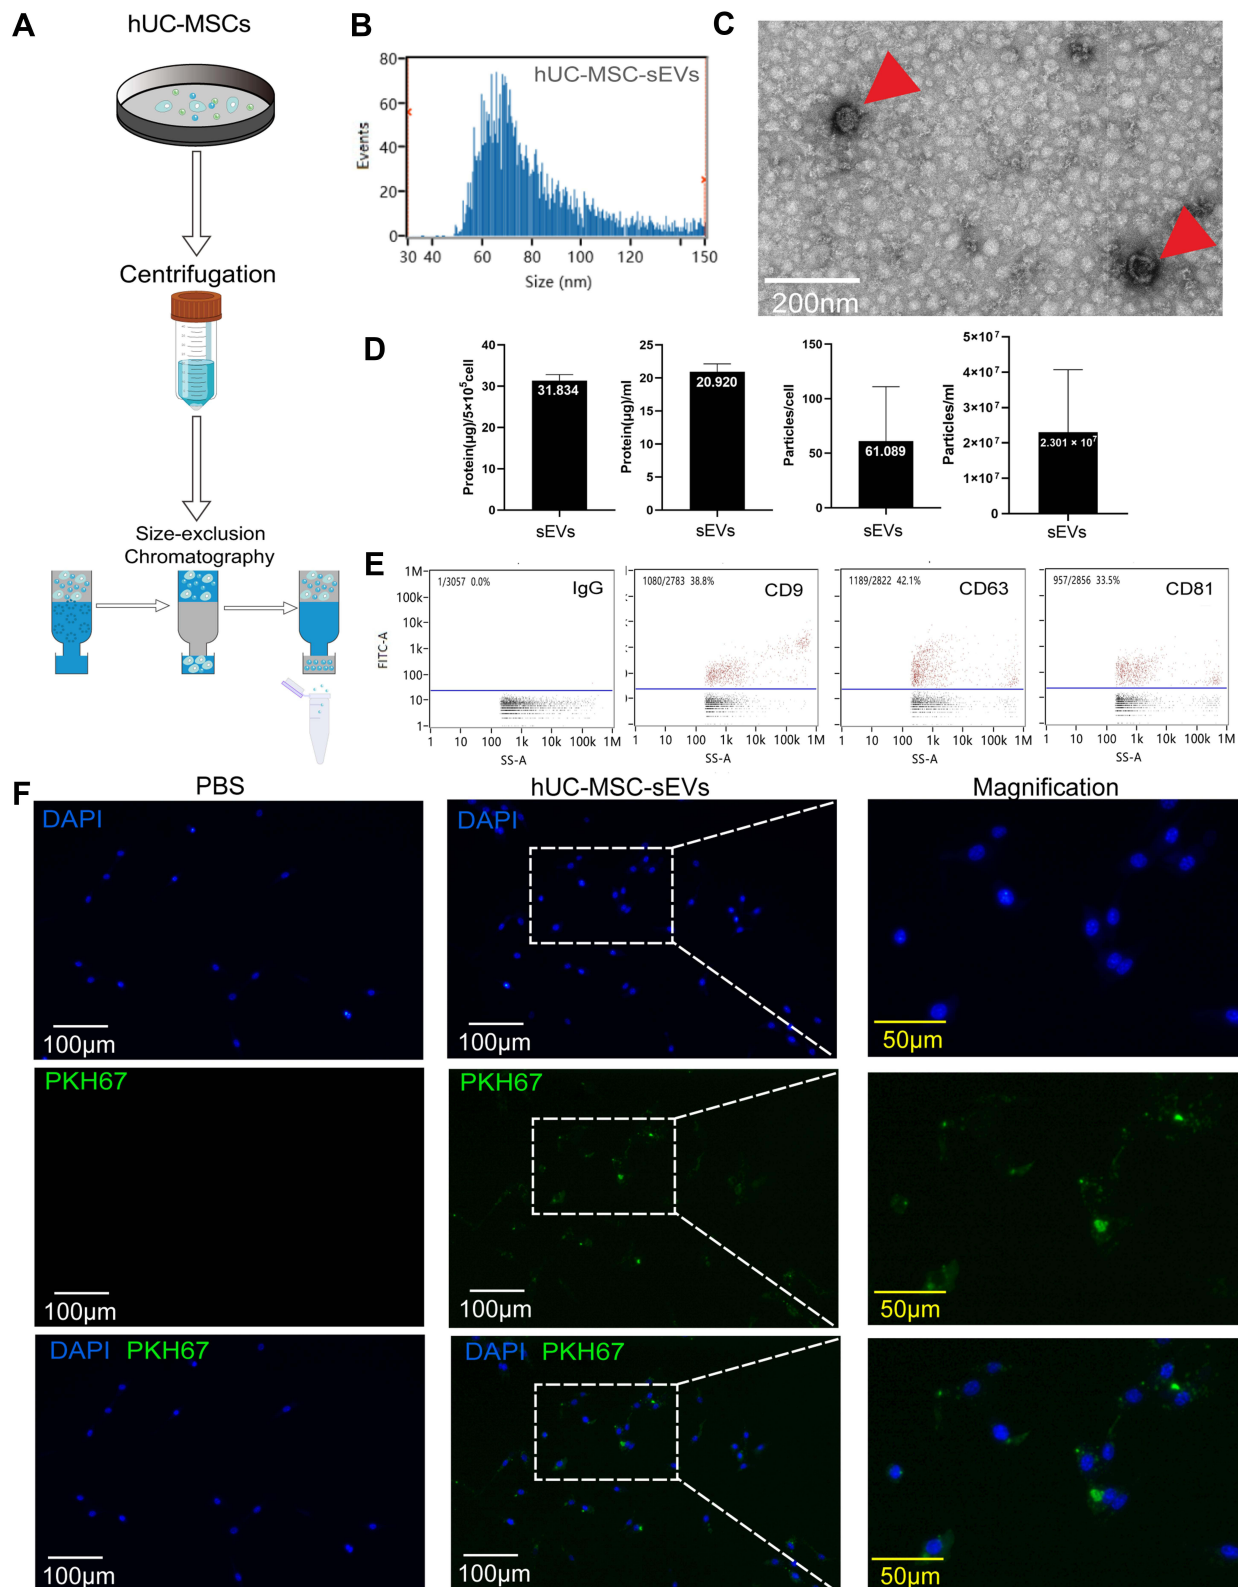 A
hUC-MSCs
Centrifugation
Size-exclusion
Chromatography
B
hUC-MSC-sEVs
Events
80
60
40
20
0
30 40 60 80 100 120 150
Size (nm)
C
200nm
D
Protein(μg)/5×10⁵cell
40
30
20
10
0
31.834
sEVs
Protein(μg)/ml
25
20
15
10
5
0
20.920
sEVs
Particles/cell
150
100
50
0
61.089
sEVs
Particles/ml
5×10⁷
4×10⁷
3×10⁷
2×10⁷
1×10⁷
0
2.301 × 10⁷
sEVs
E
FITC-A
1M
100k
10k
1k
100
10
1
1/3057 0.0%
IgG
1 10 100 1k 10k 100k 1M
SS-A
1080/2783 38.8%
CD9
1 10 100 1k 10k 100k 1M
SS-A
1189/2822 42.1%
CD63
1 10 100 1k 10k 100k 1M
SS-A
957/2856 33.5%
CD81
1 10 100 1k 10k 100k 1M
SS-A
F
PBS
hUC-MSC-sEVs
Magnification
DAPI
100μm
DAPI
100μm
50μm
PKH67
100μm
PKH67
100μm
50μm
DAPI PKH67
100μm
DAPI PKH67
100μm
50μm